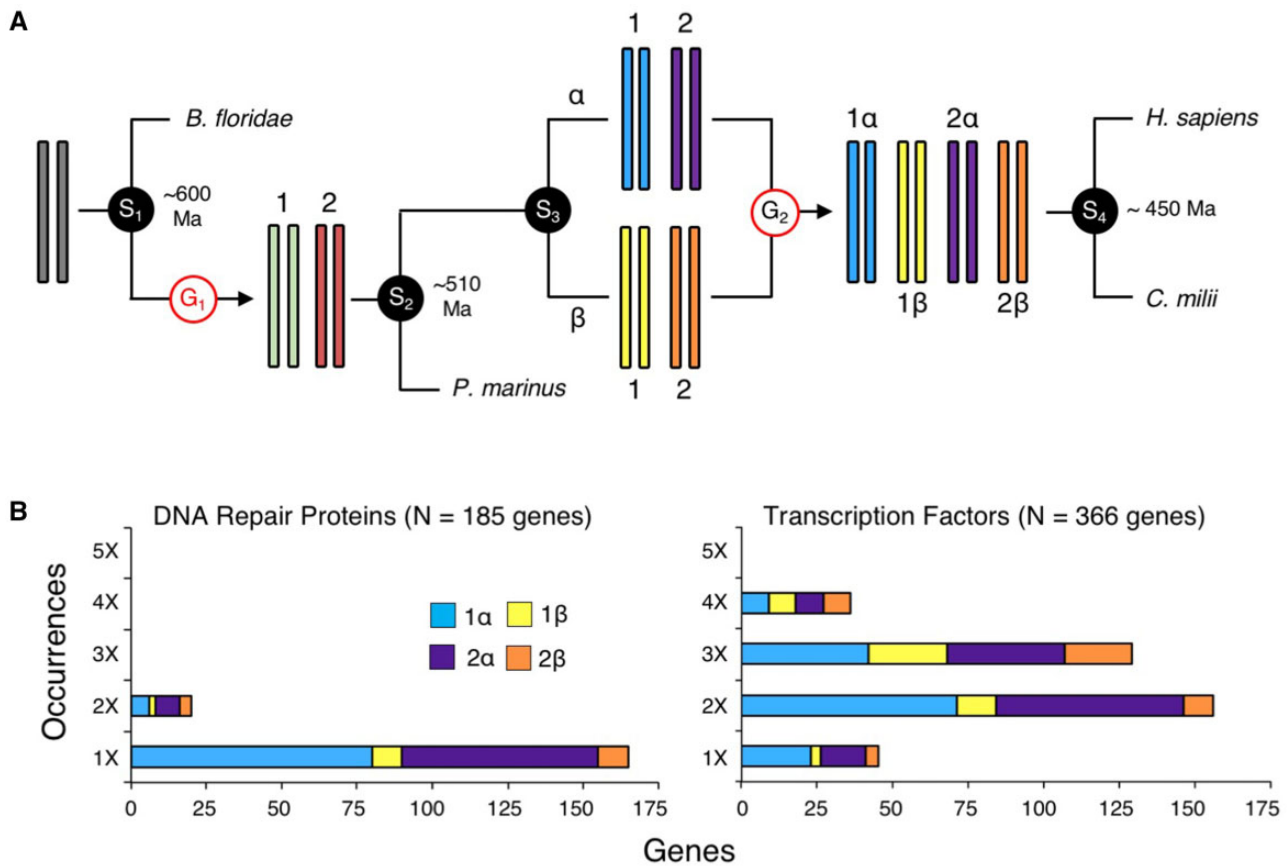 A
1 2
α
B. floridae
1α 2α
H. sapiens
S1
~600
Ma
1 2
S3
G2
S4
~ 450 Ma
G1
S2
~510
Ma
β
1β 2β
C. milii
P. marinus
1 2
B
DNA Repair Proteins (N = 185 genes)
Occurrences
5X
4X
3X
2X
1X
1α 1β
2α 2β
0 25 50 75 100 125 150 175
Transcription Factors (N = 366 genes)
5X
4X
3X
2X
1X
0 25 50 75 100 125 150 175
Genes